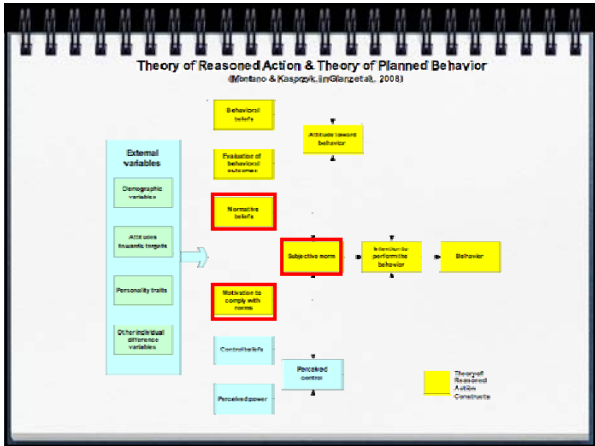 Theory of Reasoned Action & Theory of Planned Behavior
(Montano & Kasprzyk, in Glanz et al., 2008)
External
variables
Demographic
variables
Attitudes
towards targets
Personality traits
Other individual
difference
variables
Behavioral
beliefs
Evaluation of
behavioral
outcomes
Normative
beliefs
Motivation to
comply with
norms
Control beliefs
Perceived power
Attitude toward
behavior
Subjective norm
Perceived
control
Intention to
perform the
behavior
Behavior
Theory of
Reasoned
Action
Constructs